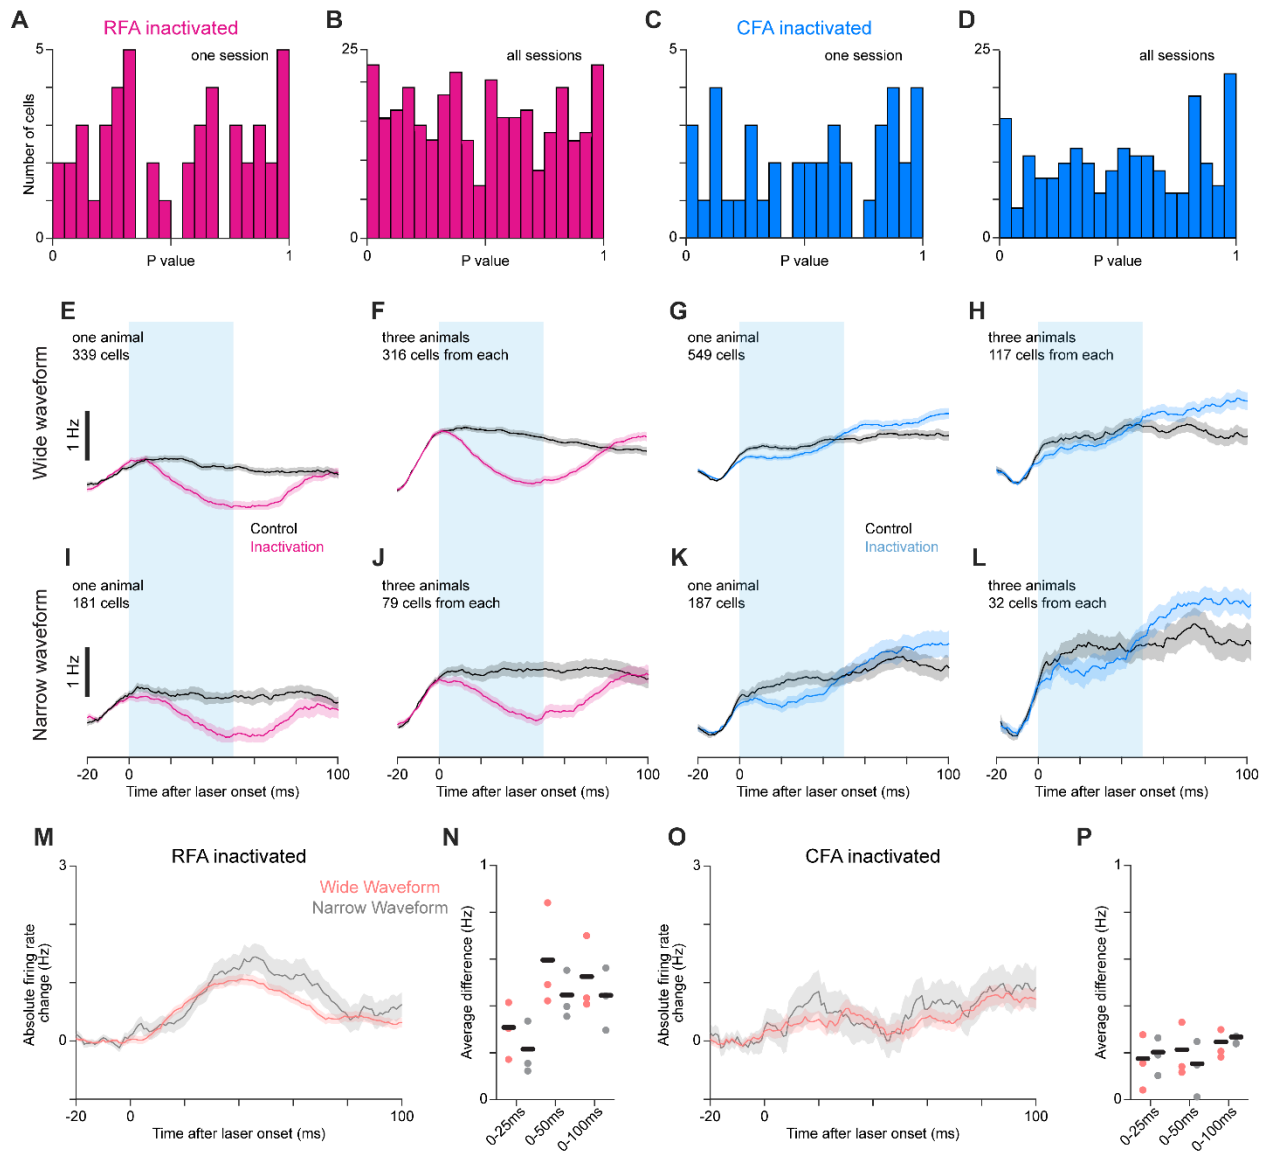 A
RFA inactivated
B
C
CFA inactivated
D
5
one session
25
all sessions
5
one session
25
all sessions
Number of cells
0
0
0
0
0
1
0
1
0
1
0
1
P value
P value
P value
P value
E
one animal
339 cells
F
three animals
316 cells from each
G
one animal
549 cells
H
three animals
117 cells from each
Wide waveform
1 Hz
Control
Inactivation
Control
Inactivation
I
one animal
181 cells
J
three animals
79 cells from each
K
one animal
187 cells
L
three animals
32 cells from each
Narrow waveform
1 Hz
-20
0
100
-20
0
100
-20
0
100
-20
0
100
Time after laser onset (ms)
Time after laser onset (ms)
Time after laser onset (ms)
Time after laser onset (ms)
M
RFA inactivated
N
O
CFA inactivated
P
3
Wide Waveform
Narrow Waveform
Absolute firing rate
change (Hz)
0
-20
0
100
Time after laser onset (ms)
1
Average difference (Hz)
0
0-25ms
0-50ms
0-100ms
3
Absolute firing rate
change (Hz)
0
-20
0
100
Time after laser onset (ms)
1
Average difference (Hz)
0
0-25ms
0-50ms
0-100ms